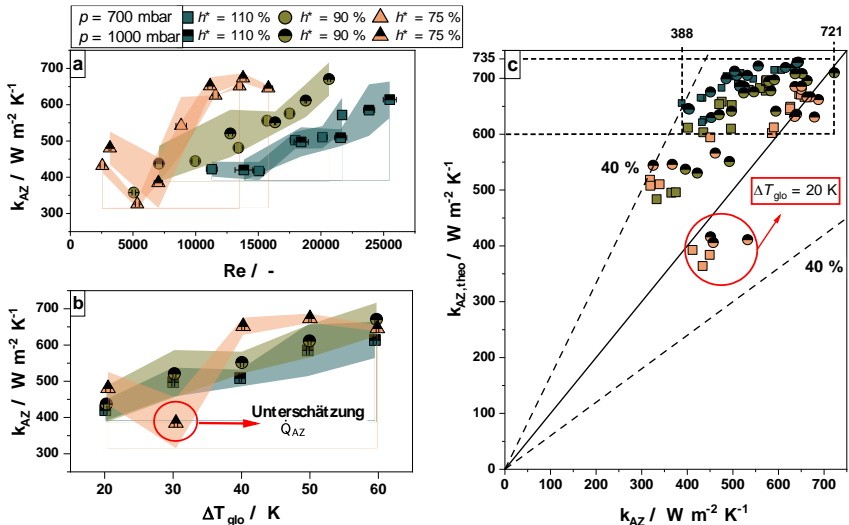 p = 700 mbar h* = 110 % h* = 90 % h* = 75 %
p = 1000 mbar h* = 110 % h* = 90 % h* = 75 %
a
k_AZ / W m⁻² K⁻¹
700
600
500
400
300
0 5000 10000 15000 20000 25000
Re / -
b
k_AZ / W m⁻² K⁻¹
700
600
500
400
300
Unterschätzung
Q̇_AZ
20 30 40 50 60
ΔT_glo / K
c
388 721
k_AZ,theo / W m⁻² K⁻¹
735
700
600
500
400
300
200
100
0
40 %
ΔT_glo = 20 K
40 %
0 100 200 300 400 500 600 700 800
k_AZ / W m⁻² K⁻¹